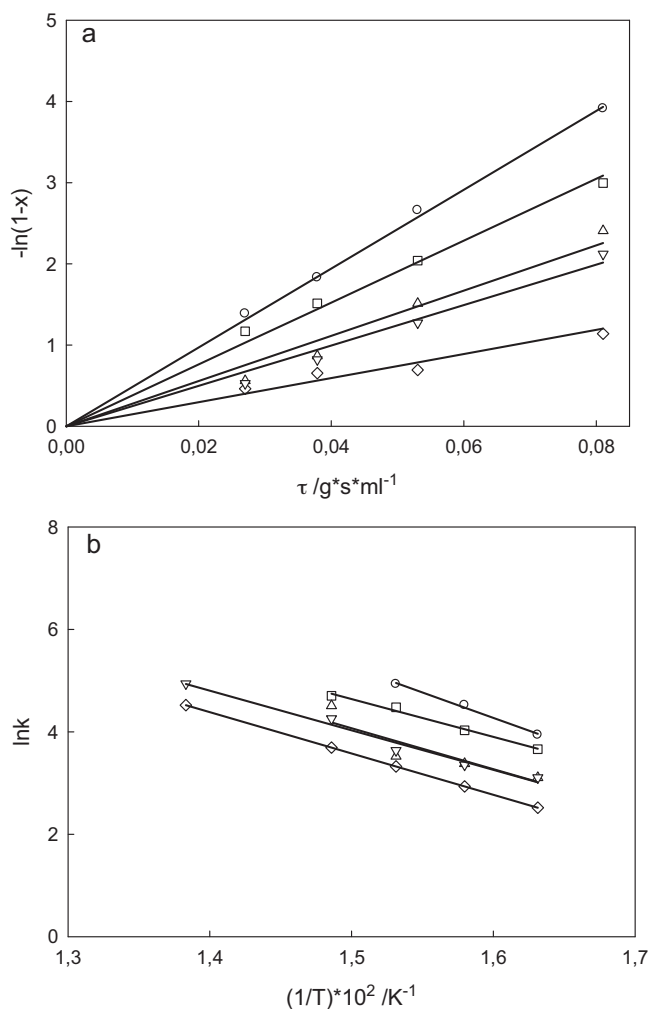 a
5
4
3
2
1
0
-ln(1-x)
0,00 0,02 0,04 0,06 0,08
τ /g*s*ml⁻¹
b
8
6
4
2
0
lnk
1,3 1,4 1,5 1,6 1,7
(1/T)*10² /K⁻¹